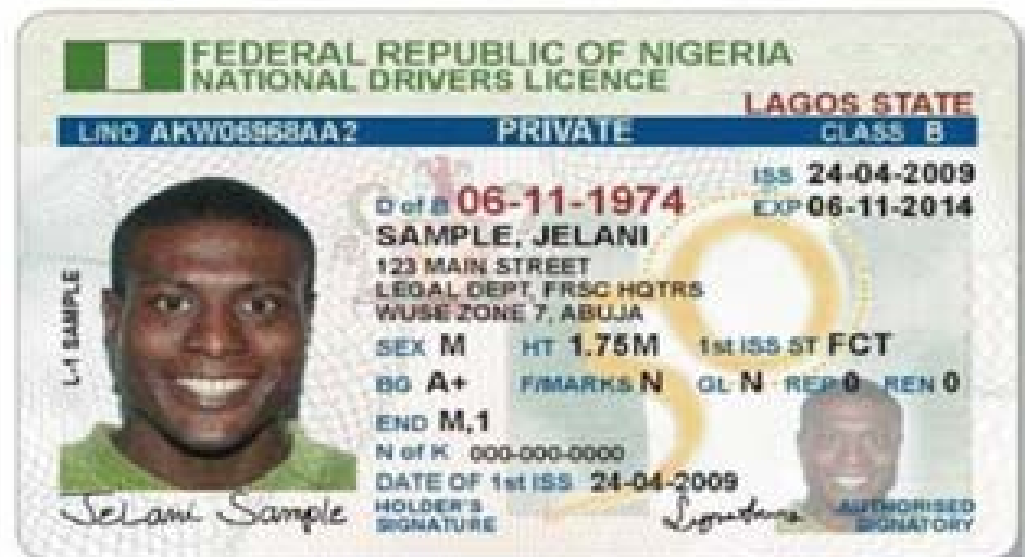 FEDERAL REPUBLIC OF NIGERIA
NATIONAL DRIVERS LICENCE
LAGOS STATE
L/NO AKW06968AA2 PRIVATE CLASS B
ISS 24-04-2009
D of B 06-11-1974 EXP 06-11-2014
SAMPLE, JELANI
123 MAIN STREET
LEGAL DEPT, FRSC HQTRS
WUSE ZONE 7, ABUJA
SEX M HT 1.75M 1st ISS ST FCT
BG A+ F/MARKS N GL N REP 0 REN 0
END M,1
N of K 000-000-0000
DATE OF 1st ISS 24-04-2009
HOLDER'S SIGNATURE
AUTHORISED SIGNATORY
Jelani Sample
L-1 SAMPLE